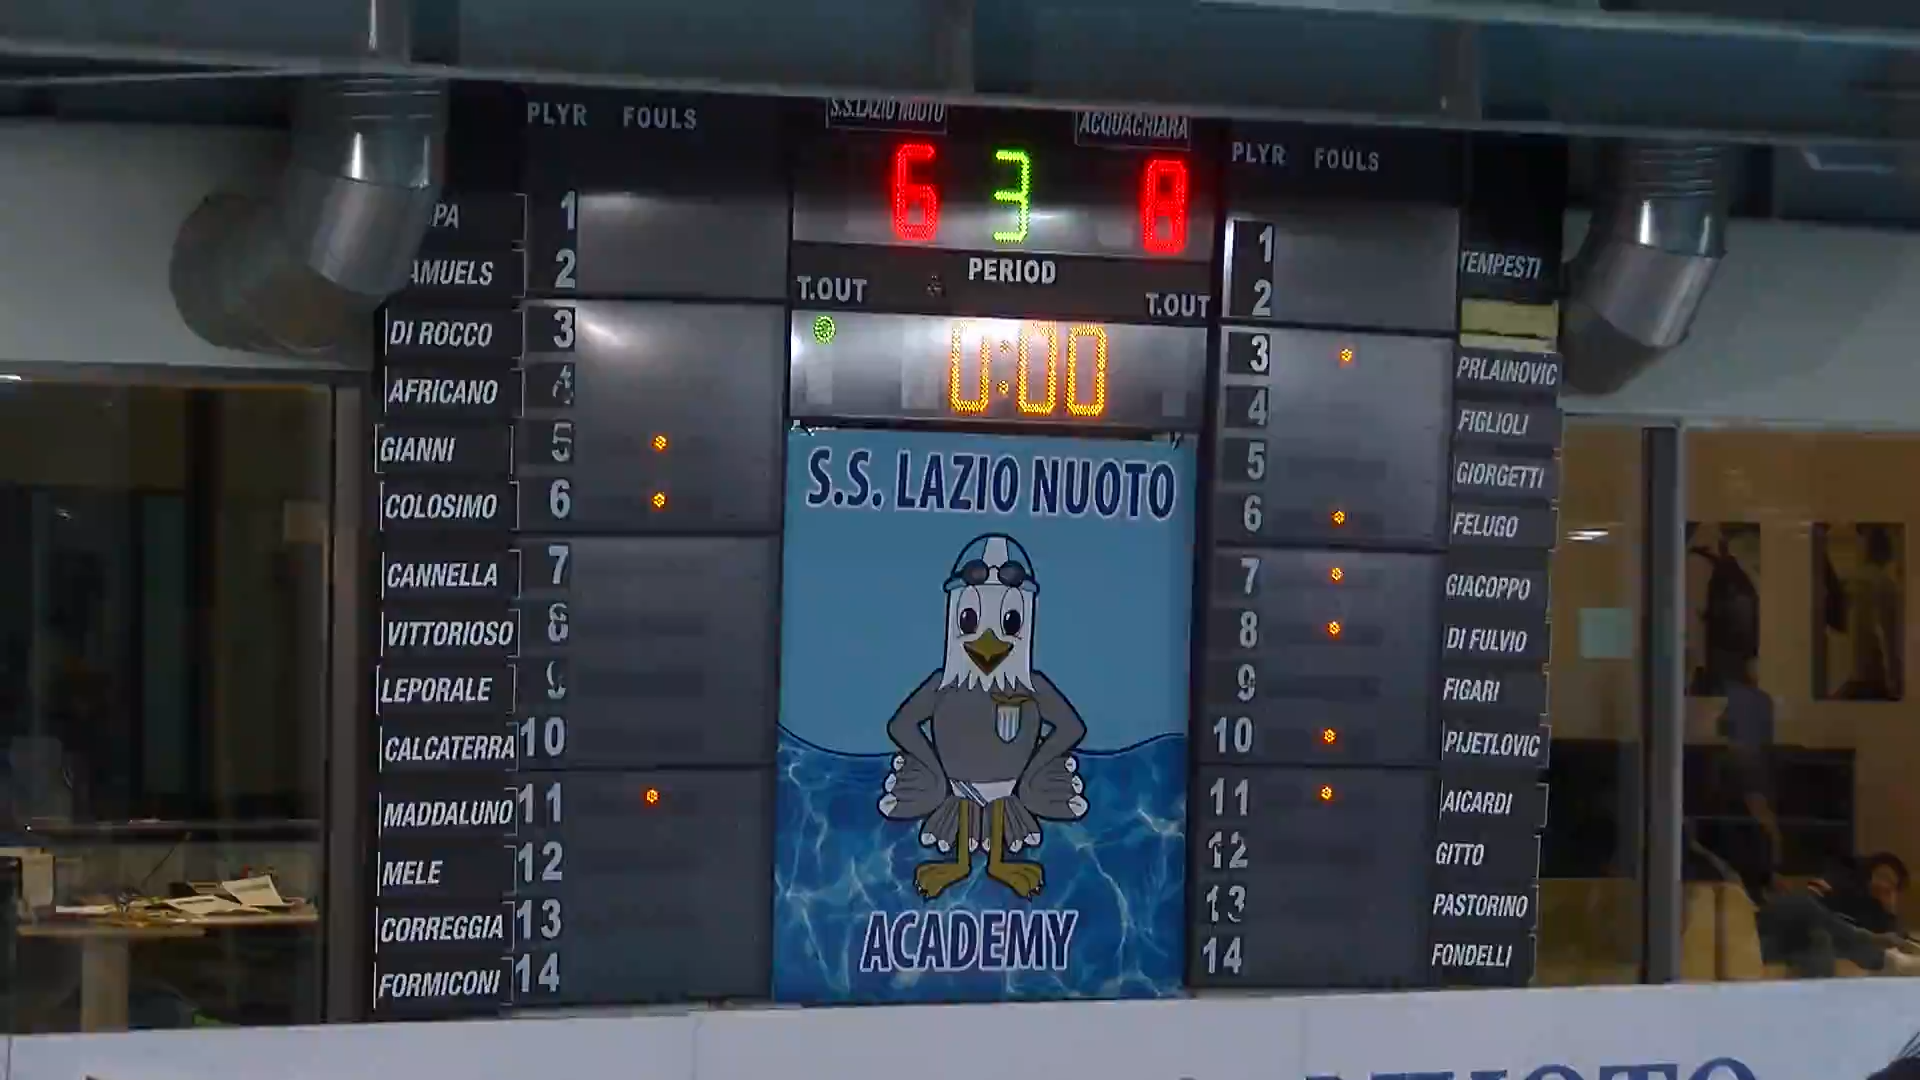 PLYR FOULS
S.S.LAZIO NUOTO
ACQUACHIARA
PLYR FOULS
6 3 8
PERIOD
T.OUT
T.OUT
0:00
PA 1
AMUELS 2
DI ROCCO 3
AFRICANO 4
GIANNI 5
COLOSIMO 6
CANNELLA 7
VITTORIOSO 8
LEPORALE 9
CALCATERRA 10
MADDALUNO 11
MELE 12
CORREGGIA 13
FORMICONI 14
S.S. LAZIO NUOTO
ACADEMY
1 TEMPESTI
2
3 PRLAINOVIC
4 FIGLIOLI
5 GIORGETTI
6 FELUGO
7 GIACOPPO
8 DI FULVIO
9 FIGARI
10 PIJETLOVIC
11 AICARDI
12 GITTO
13 PASTORINO
14 FONDELLI